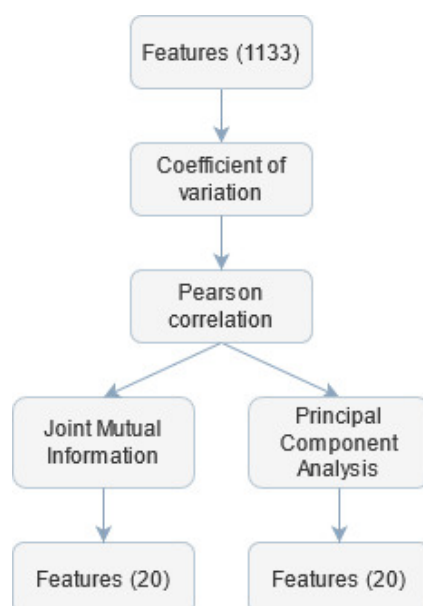 Features (1133)
Coefficient of
variation
Pearson
correlation
Joint Mutual
Information
Principal
Component
Analysis
Features (20)
Features (20)